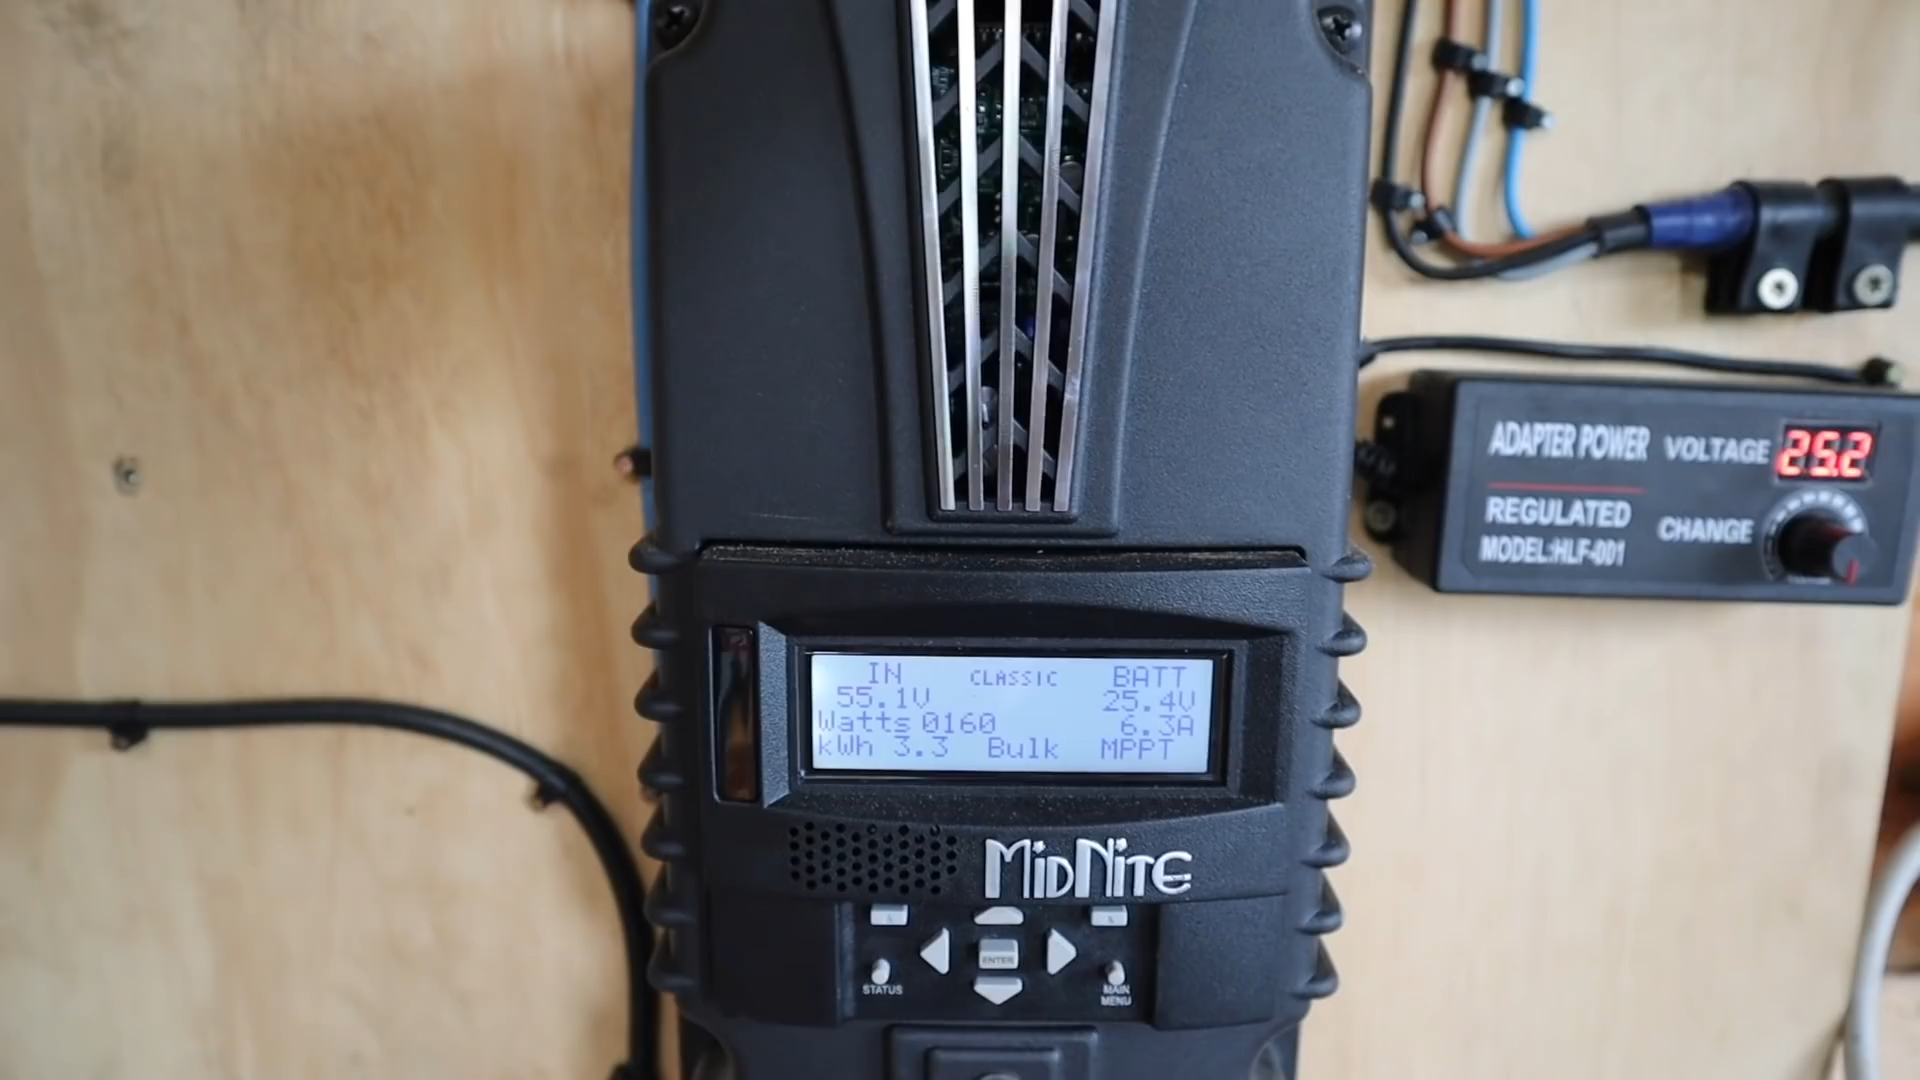 ADAPTER POWER
VOLTAGE 25.2
REGULATED
MODEL:HLF-001
CHANGE
IN CLASSIC BATT
55.1V 25.4V
Watts 0160 6.3A
kWh 3.3 Bulk MPPT
MIDNITE
ENTER
STATUS
MAIN
MENU